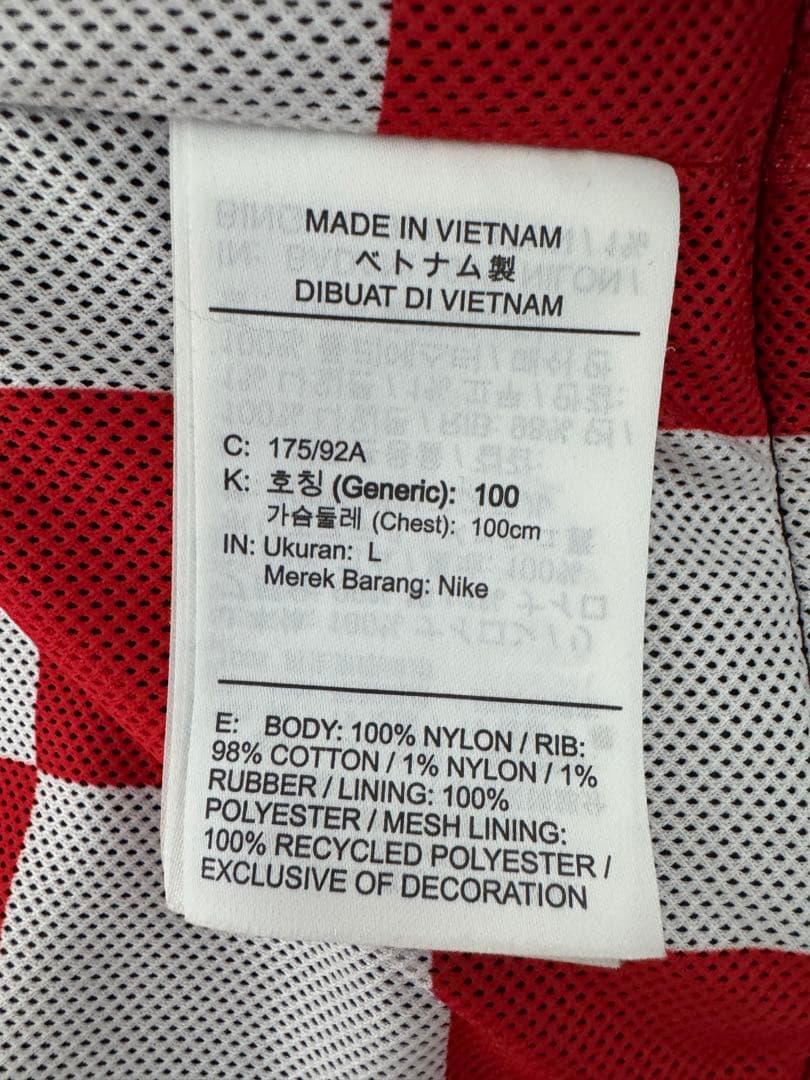 MADE IN VIETNAM
ベトナム製
DIBUAT DI VIETNAM
C: 175/92A
K: 호칭 (Generic): 100
가슴둘레 (Chest): 100cm
IN: Ukuran: L
Merek Barang: Nike
E: BODY: 100% NYLON / RIB:
98% COTTON / 1% NYLON / 1%
RUBBER / LINING: 100%
POLYESTER / MESH LINING:
100% RECYCLED POLYESTER /
EXCLUSIVE OF DECORATION